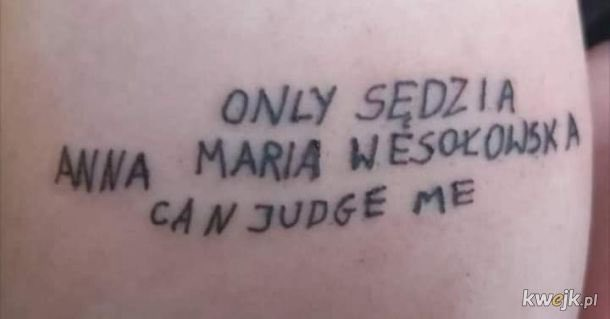 ONLY SĘDZIA
ANNA MARIA WESOŁOWSKA
CAN JUDGE ME
kwejk.pl